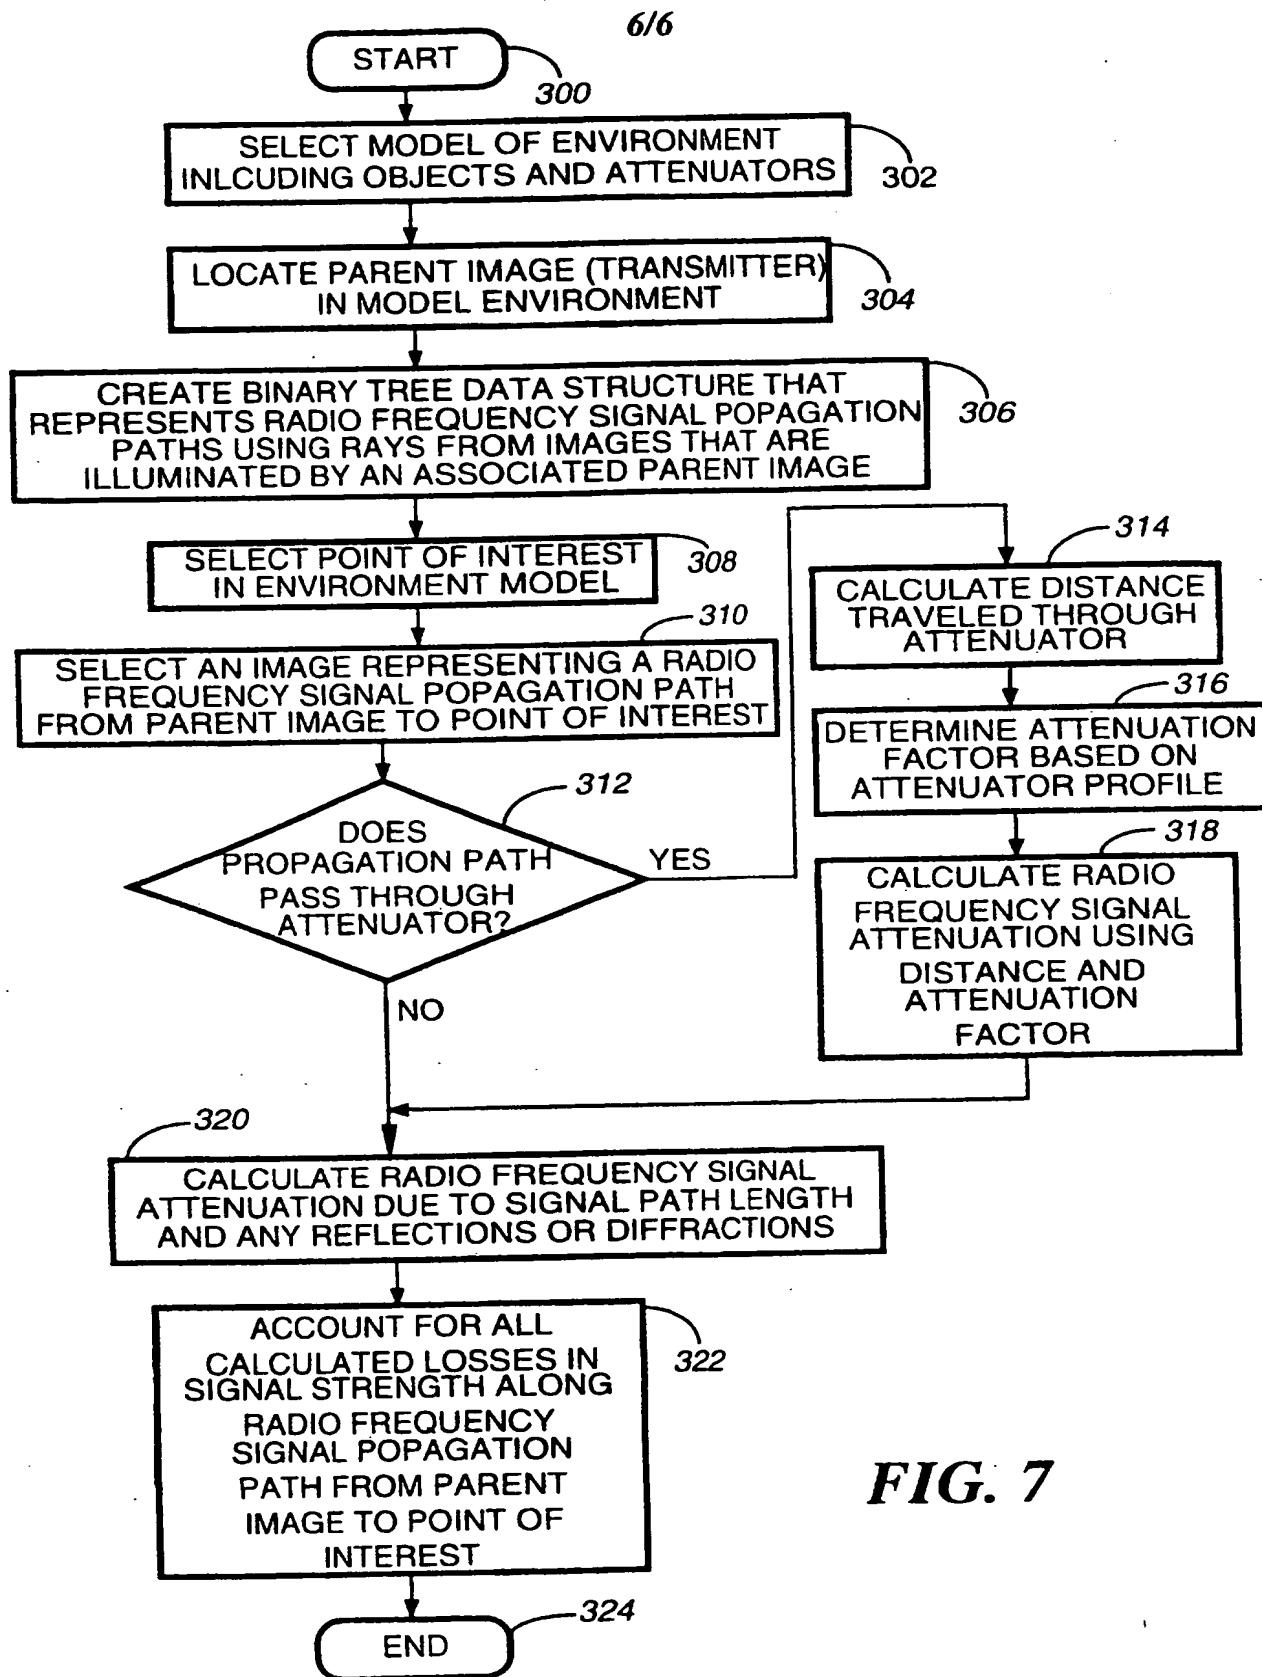 6/6
START
300
SELECT MODEL OF ENVIRONMENT
INLCUDING OBJECTS AND ATTENUATORS
302
LOCATE PARENT IMAGE (TRANSMITTER)
IN MODEL ENVIRONMENT
304
CREATE BINARY TREE DATA STRUCTURE THAT
REPRESENTS RADIO FREQUENCY SIGNAL POPAGATION
PATHS USING RAYS FROM IMAGES THAT ARE
ILLUMINATED BY AN ASSOCIATED PARENT IMAGE
306
SELECT POINT OF INTEREST
IN ENVIRONMENT MODEL
308
310
SELECT AN IMAGE REPRESENTING A RADIO
FREQUENCY SIGNAL POPAGATION PATH
FROM PARENT IMAGE TO POINT OF INTEREST
312
DOES
PROPAGATION PATH
PASS THROUGH
ATTENUATOR?
YES
NO
314
CALCULATE DISTANCE
TRAVELED THROUGH
ATTENUATOR
316
DETERMINE ATTENUATION
FACTOR BASED ON
ATTENUATOR PROFILE
318
CALCULATE RADIO
FREQUENCY SIGNAL
ATTENUATION USING
DISTANCE AND
ATTENUATION
FACTOR
320
CALCULATE RADIO FREQUENCY SIGNAL
ATTENUATION DUE TO SIGNAL PATH LENGTH
AND ANY REFLECTIONS OR DIFFRACTIONS
ACCOUNT FOR ALL
CALCULATED LOSSES IN
SIGNAL STRENGTH ALONG
RADIO FREQUENCY
SIGNAL POPAGATION
PATH FROM PARENT
IMAGE TO POINT OF
INTEREST
322
FIG. 7
324
END